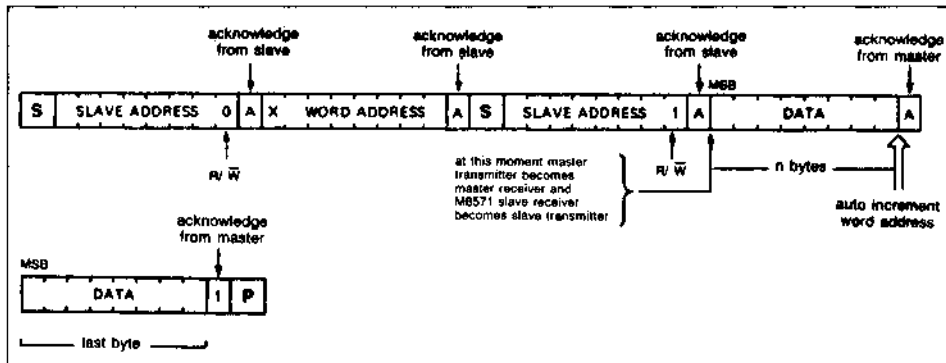 acknowledge from slave
acknowledge from slave
acknowledge from slave
acknowledge from master
MSB
S SLAVE ADDRESS 0 A X WORD ADDRESS A S SLAVE ADDRESS 1 A DATA A
R/W̅
R/W̅
at this moment master
transmitter becomes
master receiver and
M8571 slave receiver
becomes slave transmitter
n bytes
auto increment
word address
acknowledge
from master
MSB
DATA 1 P
last byte